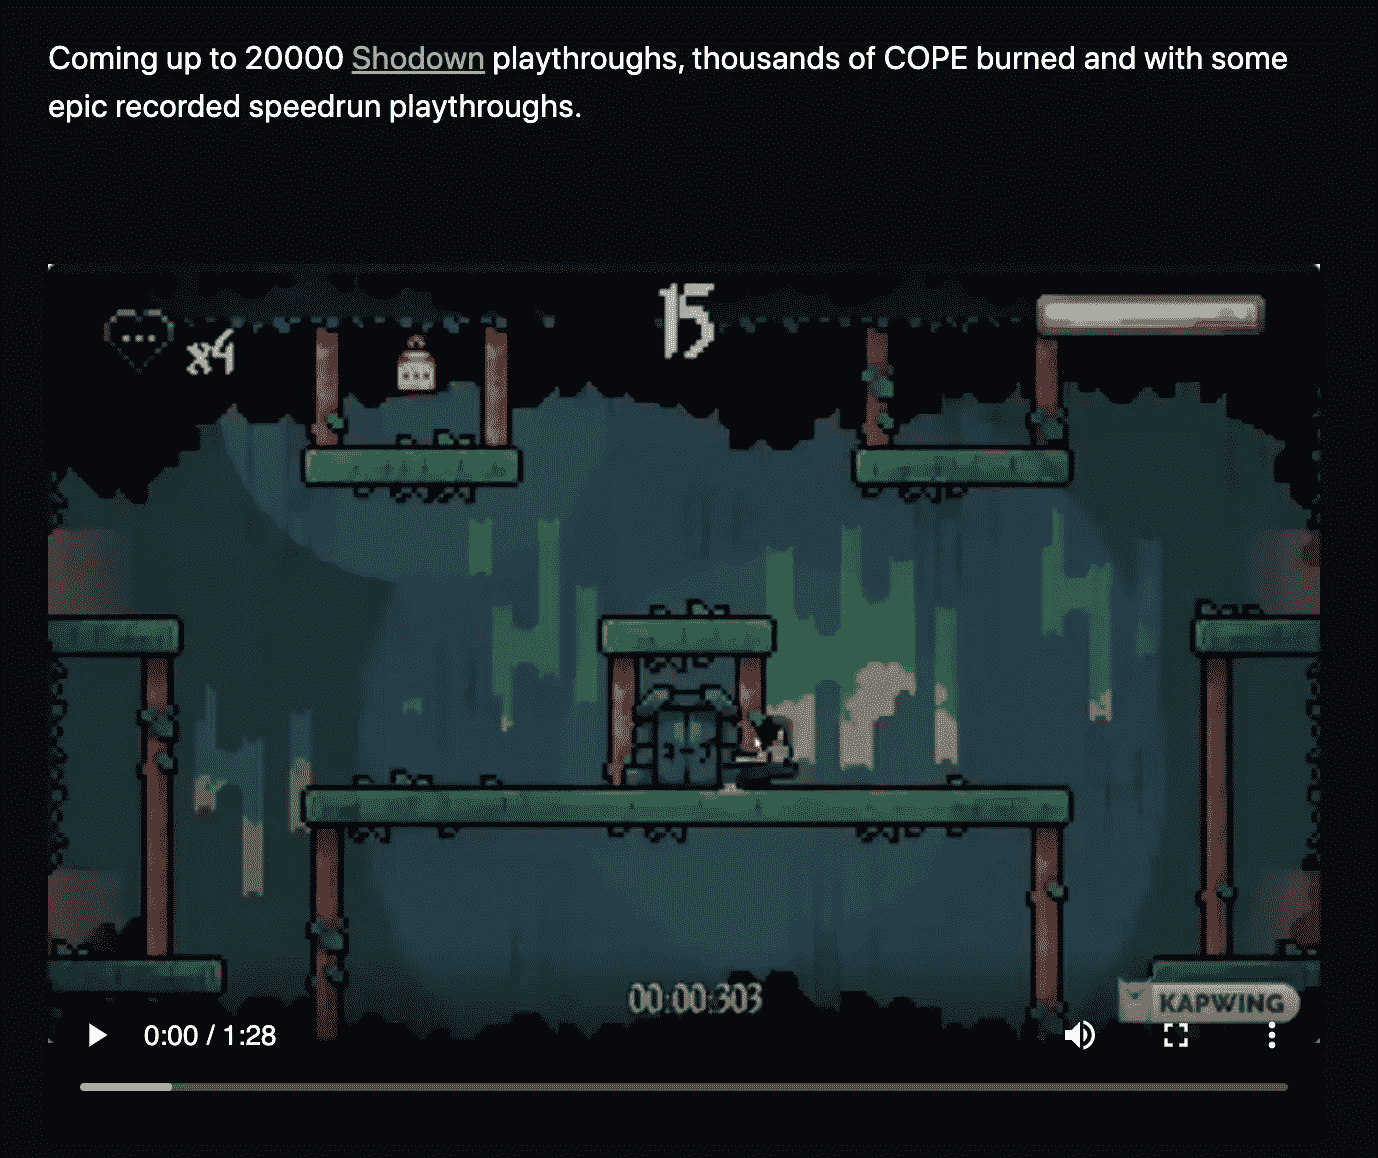 Coming up to 20000 Shodown playthroughs, thousands of COPE burned and with some
epic recorded speedrun playthroughs.
15
x4
00:00:303
KAPWING
0:00 / 1:28